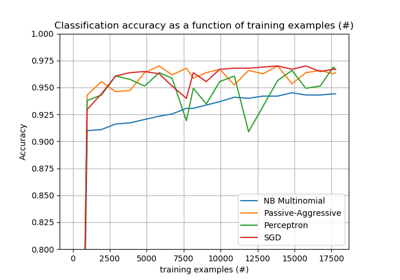 Classification accuracy as a function of training examples (#)
1.000
0.975
0.950
0.925
0.900
0.875
0.850
0.825
0.800
Accuracy
NB Multinomial
Passive-Aggressive
Perceptron
SGD
0 2500 5000 7500 10000 12500 15000 17500
training examples (#)